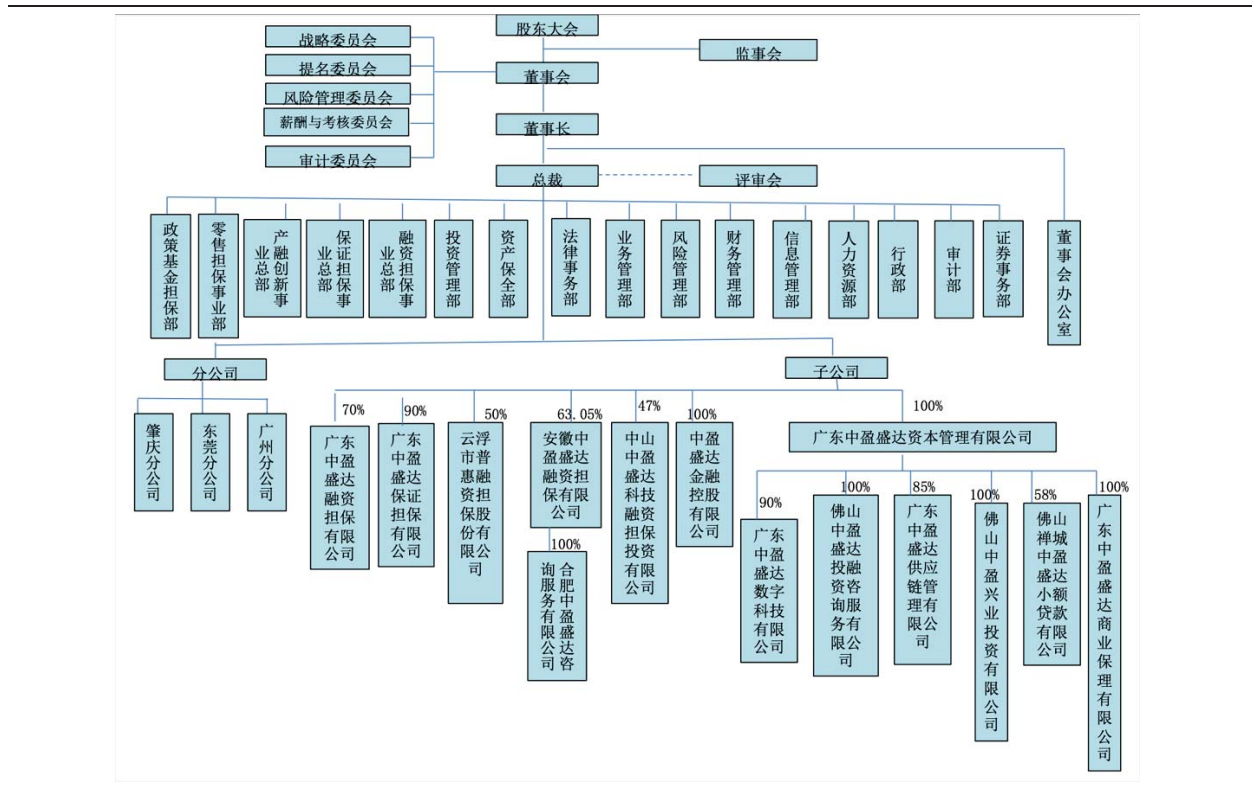 股东大会
战略委员会
监事会
提名委员会
董事会
风险管理委员会
薪酬与考核委员会
董事长
审计委员会
总裁
评审会
政策基金担保部
零售担保事业部
产融创新事业总部
保证担保事业总部
融资担保事业总部
投资管理部
资产保全部
法律事务部
业务管理部
风险管理部
财务管理部
信息管理部
人力资源部
行政部
审计部
证券事务部
董事会办公室
分公司
子公司
肇庆分公司
东莞分公司
广州分公司
70%
广东中盈盛达融资担保有限公司
90%
广东中盈盛达保证担保有限公司
50%
云浮市普惠融资担保股份有限公司
63.05%
安徽中盈盛达融资担保有限公司
100%
合肥中盈盛达咨询服务有限公司
47%
中山中盈盛达科技融资担保投资有限公司
100%
中盈盛达金融控股有限公司
100%
广东中盈盛达资本管理有限公司
90%
广东中盈盛达数字科技有限公司
100%
佛山中盈盛达投融资咨询服务有限公司
85%
广东中盈盛达供应链管理有限公司
100%
佛山中盈兴业投资有限公司
58%
佛山禅城中盈盛达小额贷款有限公司
100%
广东中盈盛达商业保理有限公司